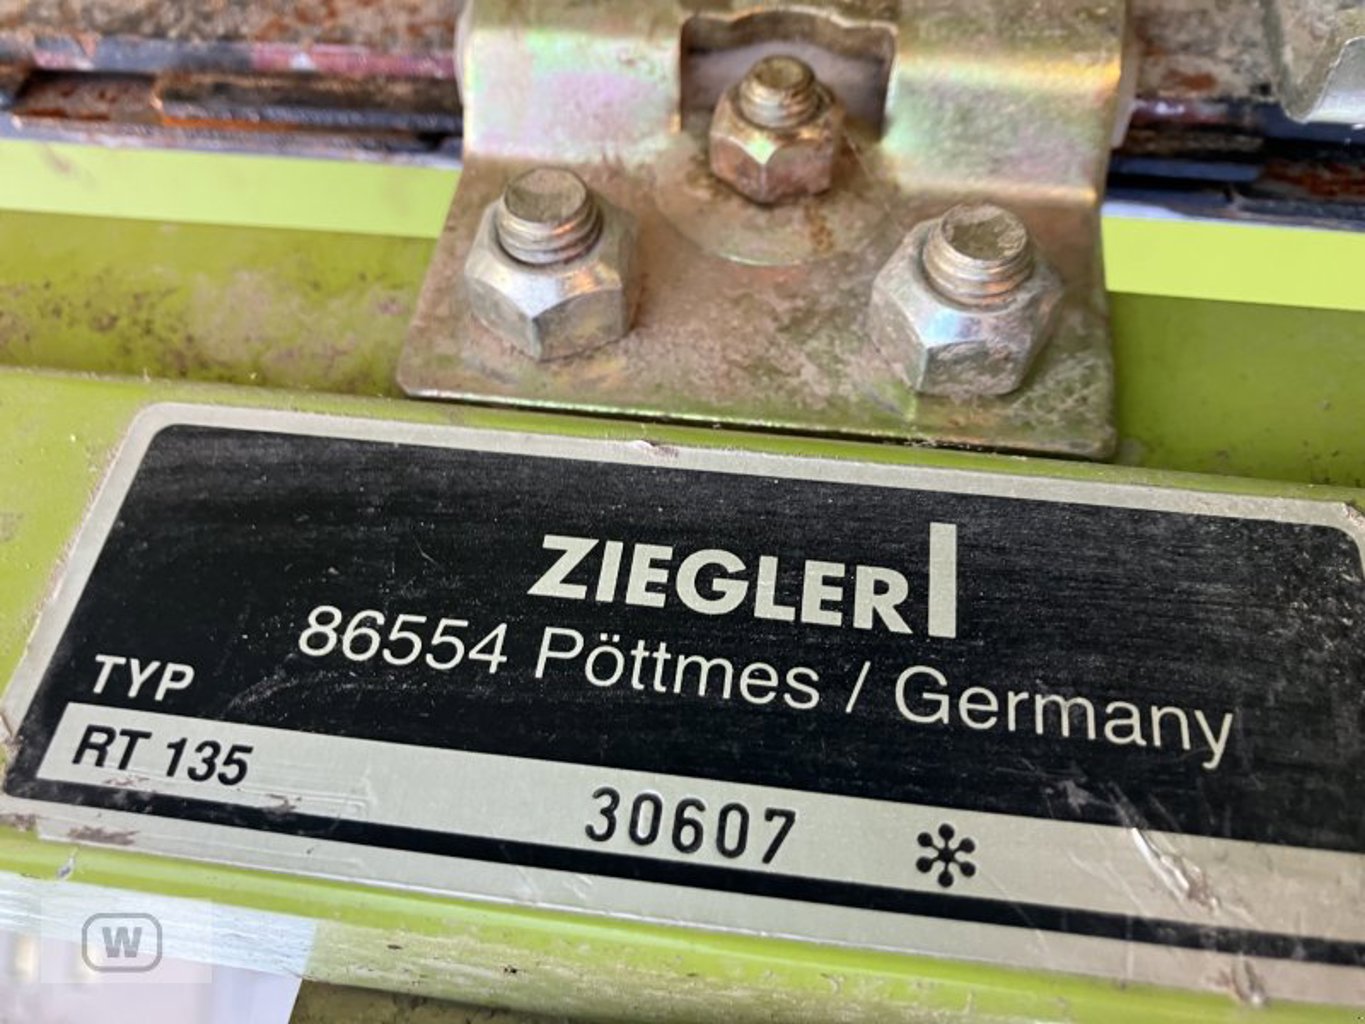 ZIEGLER
86554 Pöttmes / Germany
TYP
RT 135 30607 *
W